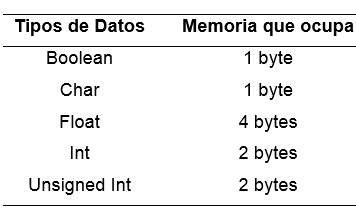 Tipos de Datos Memoria que ocupa
Boolean 1 byte
Char 1 byte
Float 4 bytes
Int 2 bytes
Unsigned Int 2 bytes